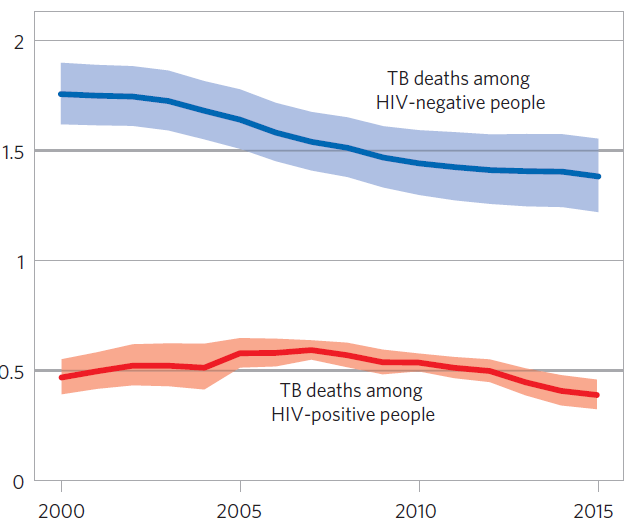 2
TB deaths among
HIV-negative people
1.5
1
0.5
TB deaths among
HIV-positive people
0
2000 2005 2010 2015